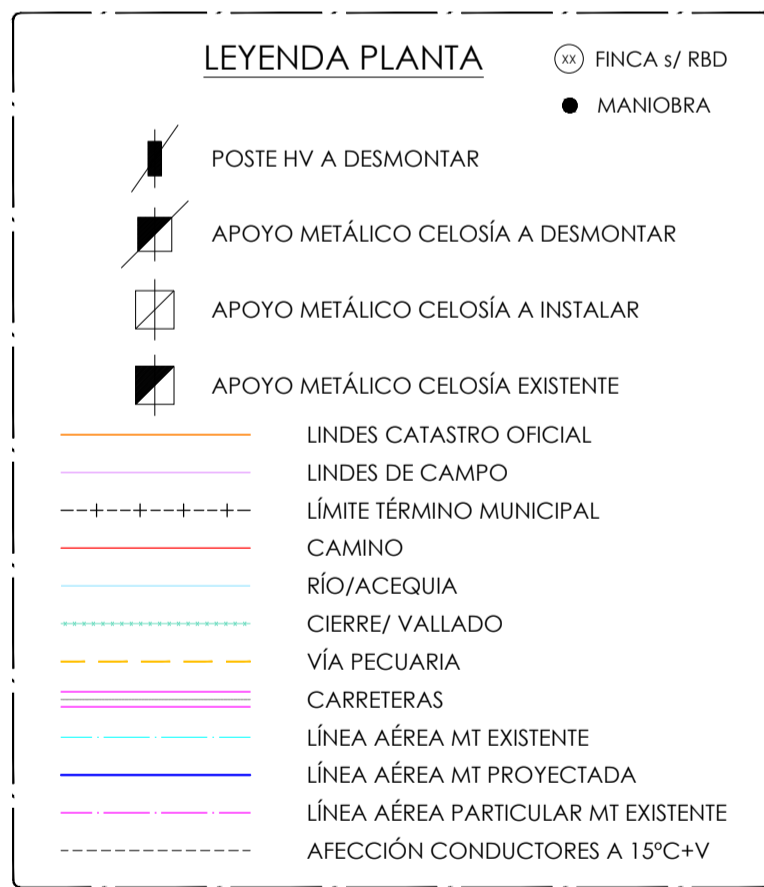 LEYENDA PLANTA
XX FINCA s/ RBD
MANIOBRA
POSTE HV A DESMONTAR
APOYO METÁLICO CELOSÍA A DESMONTAR
APOYO METÁLICO CELOSÍA A INSTALAR
APOYO METÁLICO CELOSÍA EXISTENTE
LINDES CATASTRO OFICIAL
LINDES DE CAMPO
LÍMITE TÉRMINO MUNICIPAL
CAMINO
RÍO/ACEQUIA
CIERRE/ VALLADO
VÍA PECUARIA
CARRETERAS
LÍNEA AÉREA MT EXISTENTE
LÍNEA AÉREA MT PROYECTADA
LÍNEA AÉREA PARTICULAR MT EXISTENTE
AFECCIÓN CONDUCTORES A 15ºC+V